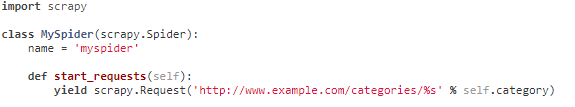 import scrapy
class MySpider(scrapy.Spider):
    name = 'myspider'
    def start_requests(self):
        yield scrapy.Request('http://www.example.com/categories/%s' % self.category)